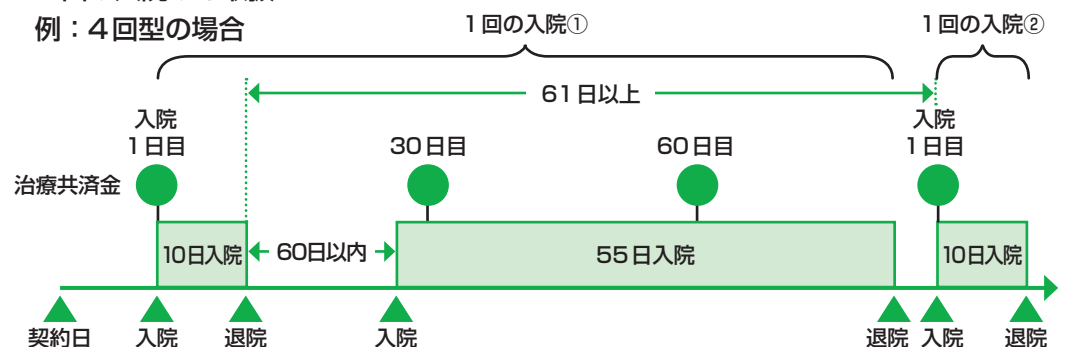 例：4回型の場合
1回の入院① 1回の入院②
61日以上
入院 入院
1日目 30日目 60日目 1日目
治療共済金
10日入院 60日以内 55日入院 10日入院
契約日 入院 退院 入院 退院 入院 退院